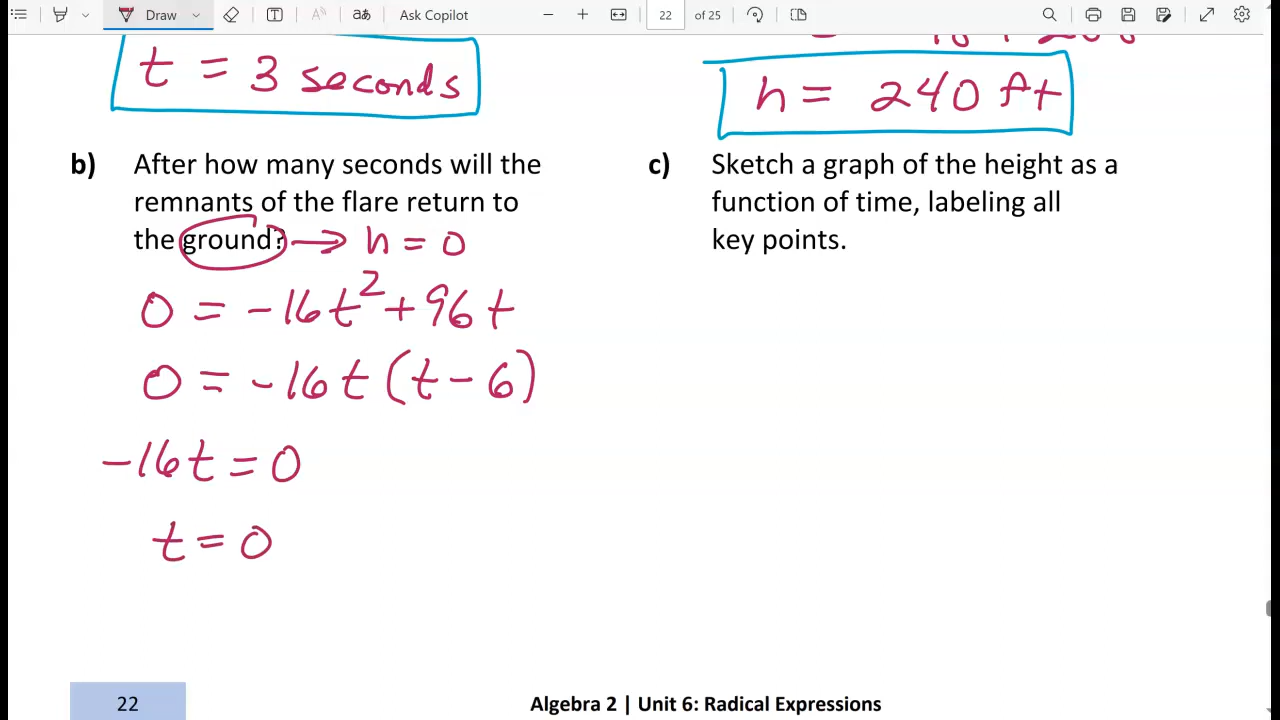 Draw
Ask Copilot
22 of 25
t = 3 seconds
h = 240 ft
b) After how many seconds will the
remnants of the flare return to
the ground? → h = 0
0 = -16t² + 96t
0 = -16t (t - 6)
-16t = 0
t = 0
c) Sketch a graph of the height as a
function of time, labeling all
key points.
22
Algebra 2 | Unit 6: Radical Expressions